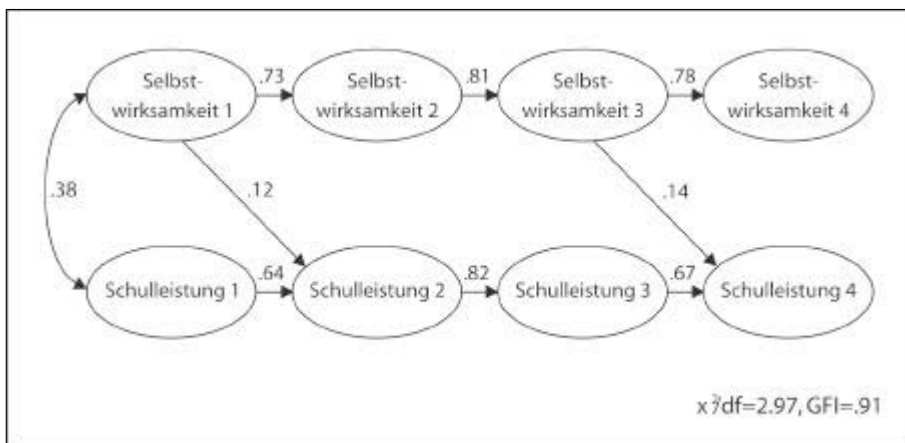 Selbst-
wirksamkeit 1
.73
Selbst-
wirksamkeit 2
.81
Selbst-
wirksamkeit 3
.78
Selbst-
wirksamkeit 4
.38
.12
.14
Schulleistung 1
.64
Schulleistung 2
.82
Schulleistung 3
.67
Schulleistung 4
x²/df=2.97, GFI=.91